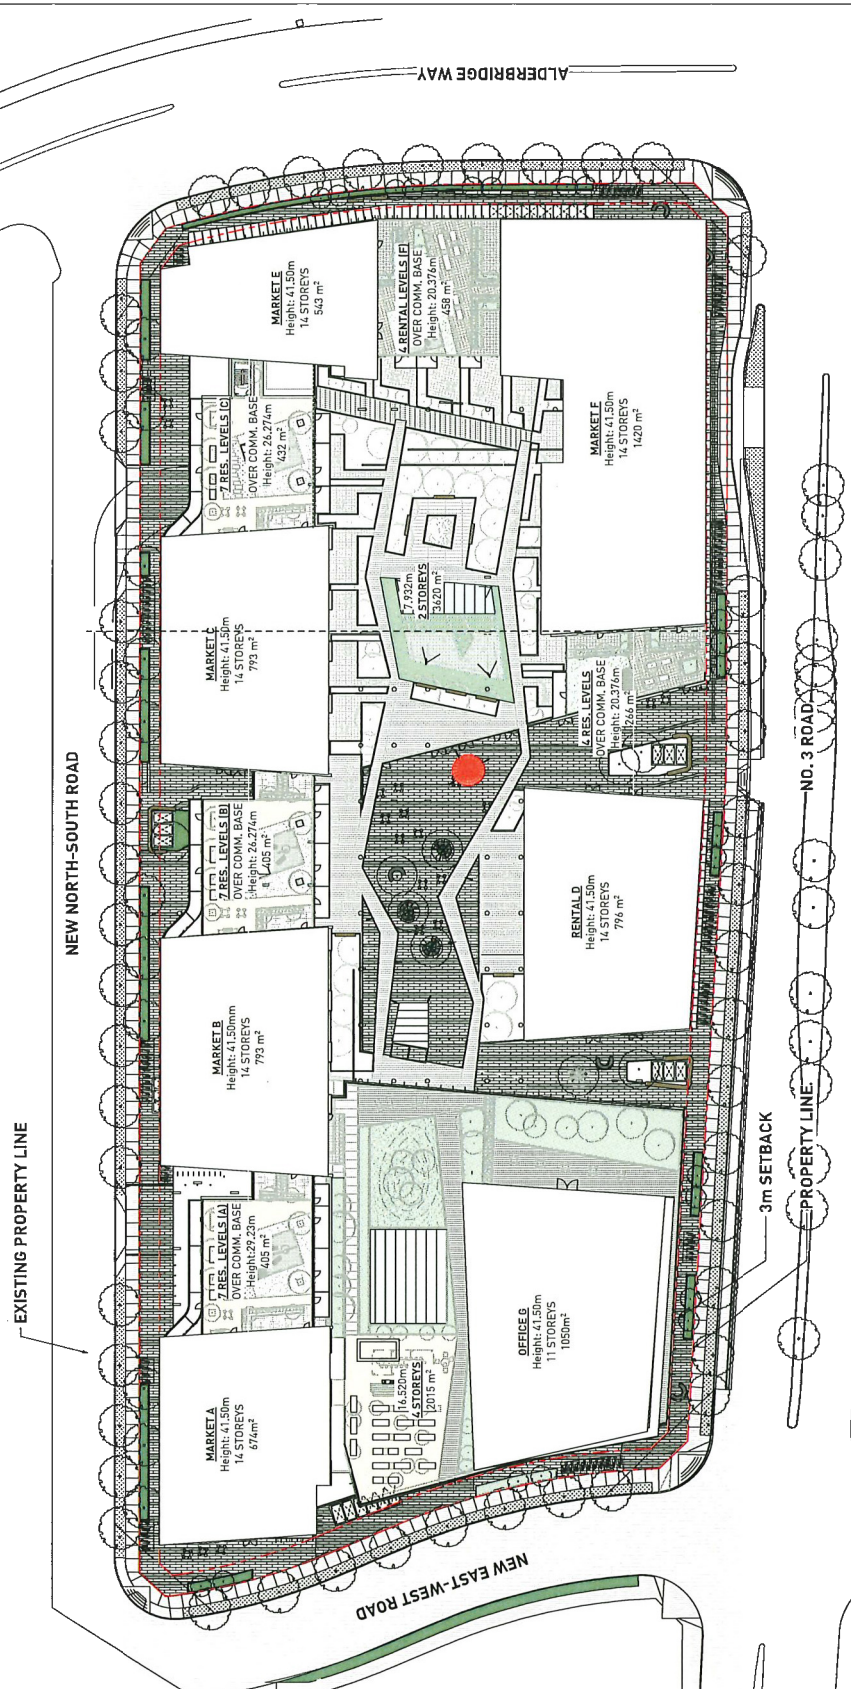 ALDERBRIDGE WAY
MARKET E
Height: 41.50m
14 STOREYS
543 m²
4 RENTAL LEVELS (F)
OVER COMM. BASE
Height: 20.376m
458 m²
7 RES. LEVELS (C)
OVER COMM. BASE
Height: 26.274m
432 m²
MARKET F
Height: 41.50m
14 STOREYS
1420 m²
MARKET C
Height: 41.50m
14 STOREYS
793 m²
7.932m
2 STOREYS
3620 m²
4 RES. LEVELS
OVER COMM. BASE
Height: 20.376m
266 m²
NEW NORTH-SOUTH ROAD
NO. 3 ROAD
7 RES. LEVELS (B)
OVER COMM. BASE
Height: 26.274m
405 m²
RENTAL D
Height: 41.50m
14 STOREYS
796 m²
MARKET B
Height: 41.50mm
14 STOREYS
793 m²
EXISTING PROPERTY LINE
3m SETBACK
PROPERTY LINE
7 RES. LEVELS (A)
OVER COMM. BASE
Height:29.23m
405 m²
OFFICE G
Height: 41.50m
11 STOREYS
1050m²
16.520m
4 STOREYS
2015 m²
MARKET A
Height: 41.50m
14 STOREYS
674m²
NEW EAST-WEST ROAD